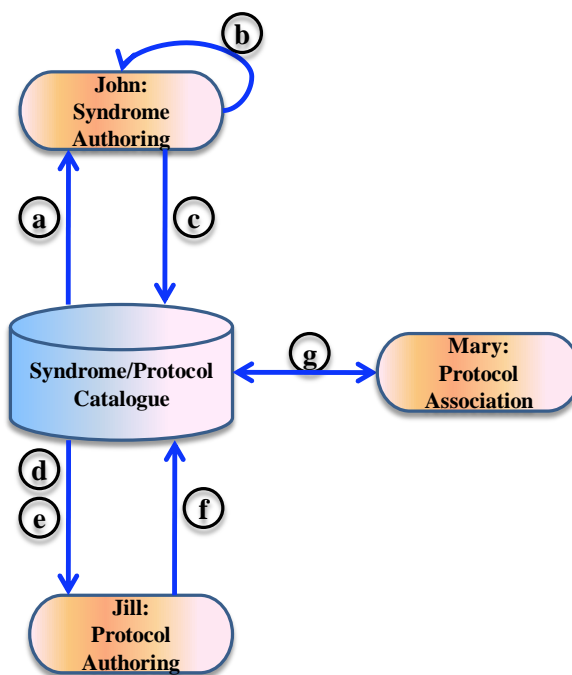 b
John:
Syndrome
Authoring
a
c
Syndrome/Protocol
Catalogue
g
Mary:
Protocol
Association
d
e
f
Jill:
Protocol
Authoring